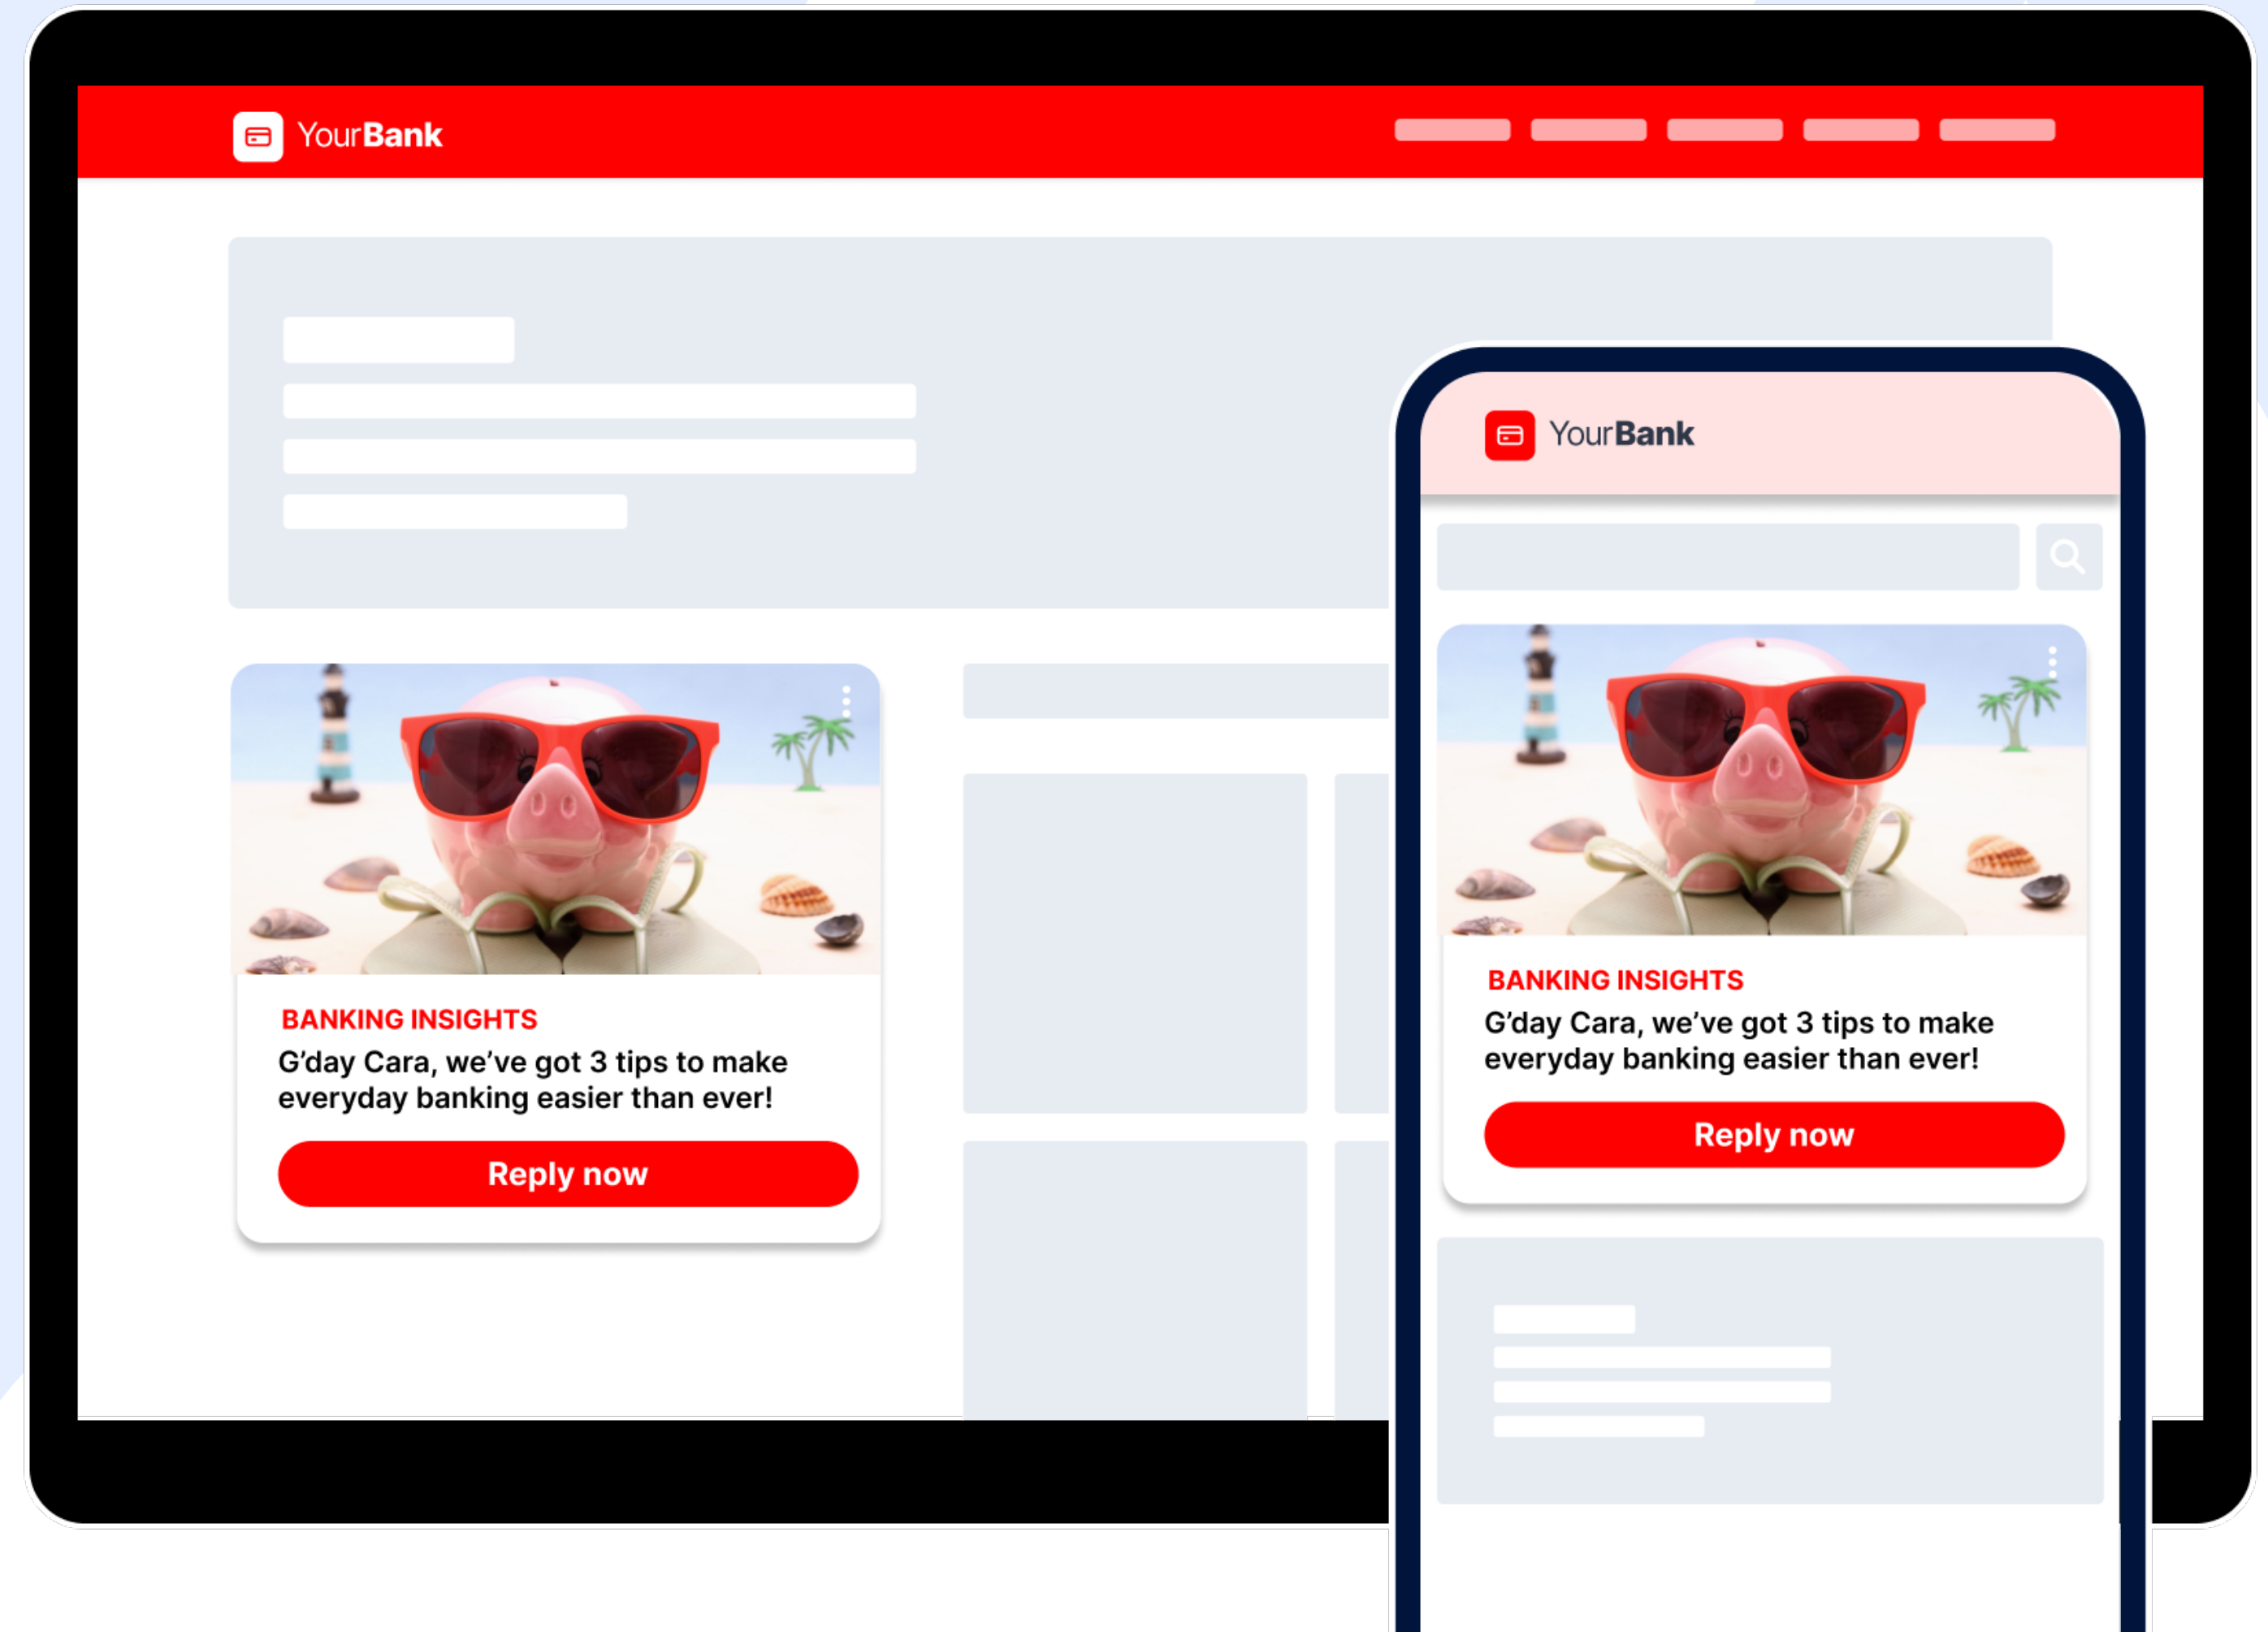 YourBank
YourBank
BANKING INSIGHTS
G’day Cara, we’ve got 3 tips to make
everyday banking easier than ever!
Reply now
BANKING INSIGHTS
G’day Cara, we’ve got 3 tips to make
everyday banking easier than ever!
Reply now